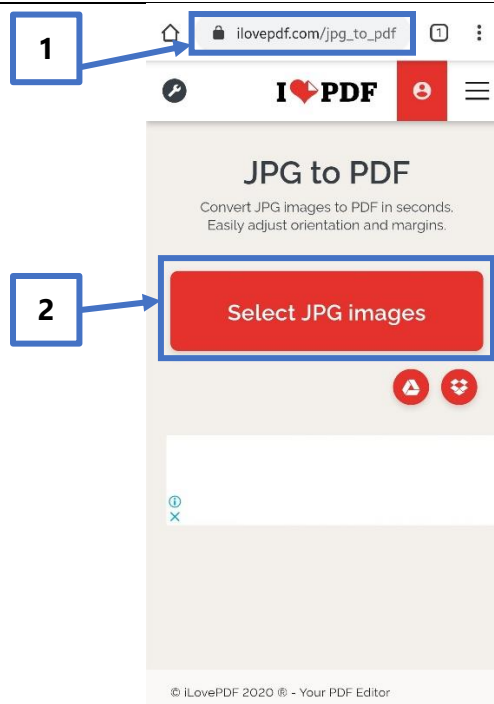 1
ilovepdf.com/jpg_to_pdf
1
I PDF
JPG to PDF
Convert JPG images to PDF in seconds.
Easily adjust orientation and margins.
2
Select JPG images
© iLovePDF 2020 ® - Your PDF Editor